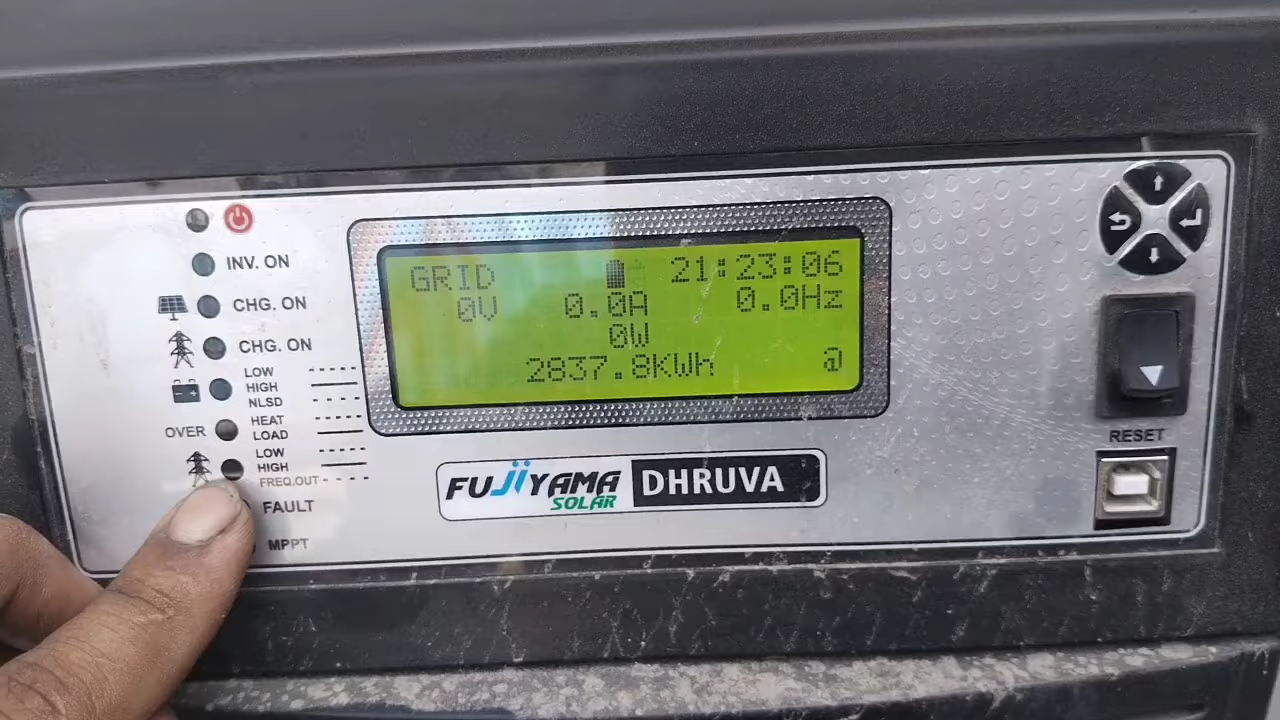 INV. ON
CHG. ON
CHG. ON
LOW
HIGH
NLSD
OVER HEAT
LOAD
LOW
HIGH
FREQ.OUT
FAULT
MPPT
GRID 21:23:06
0V 0.0A 0.0Hz
0W
2837.8KWh @
FUJIYAMA
SOLAR
DHRUVA
RESET